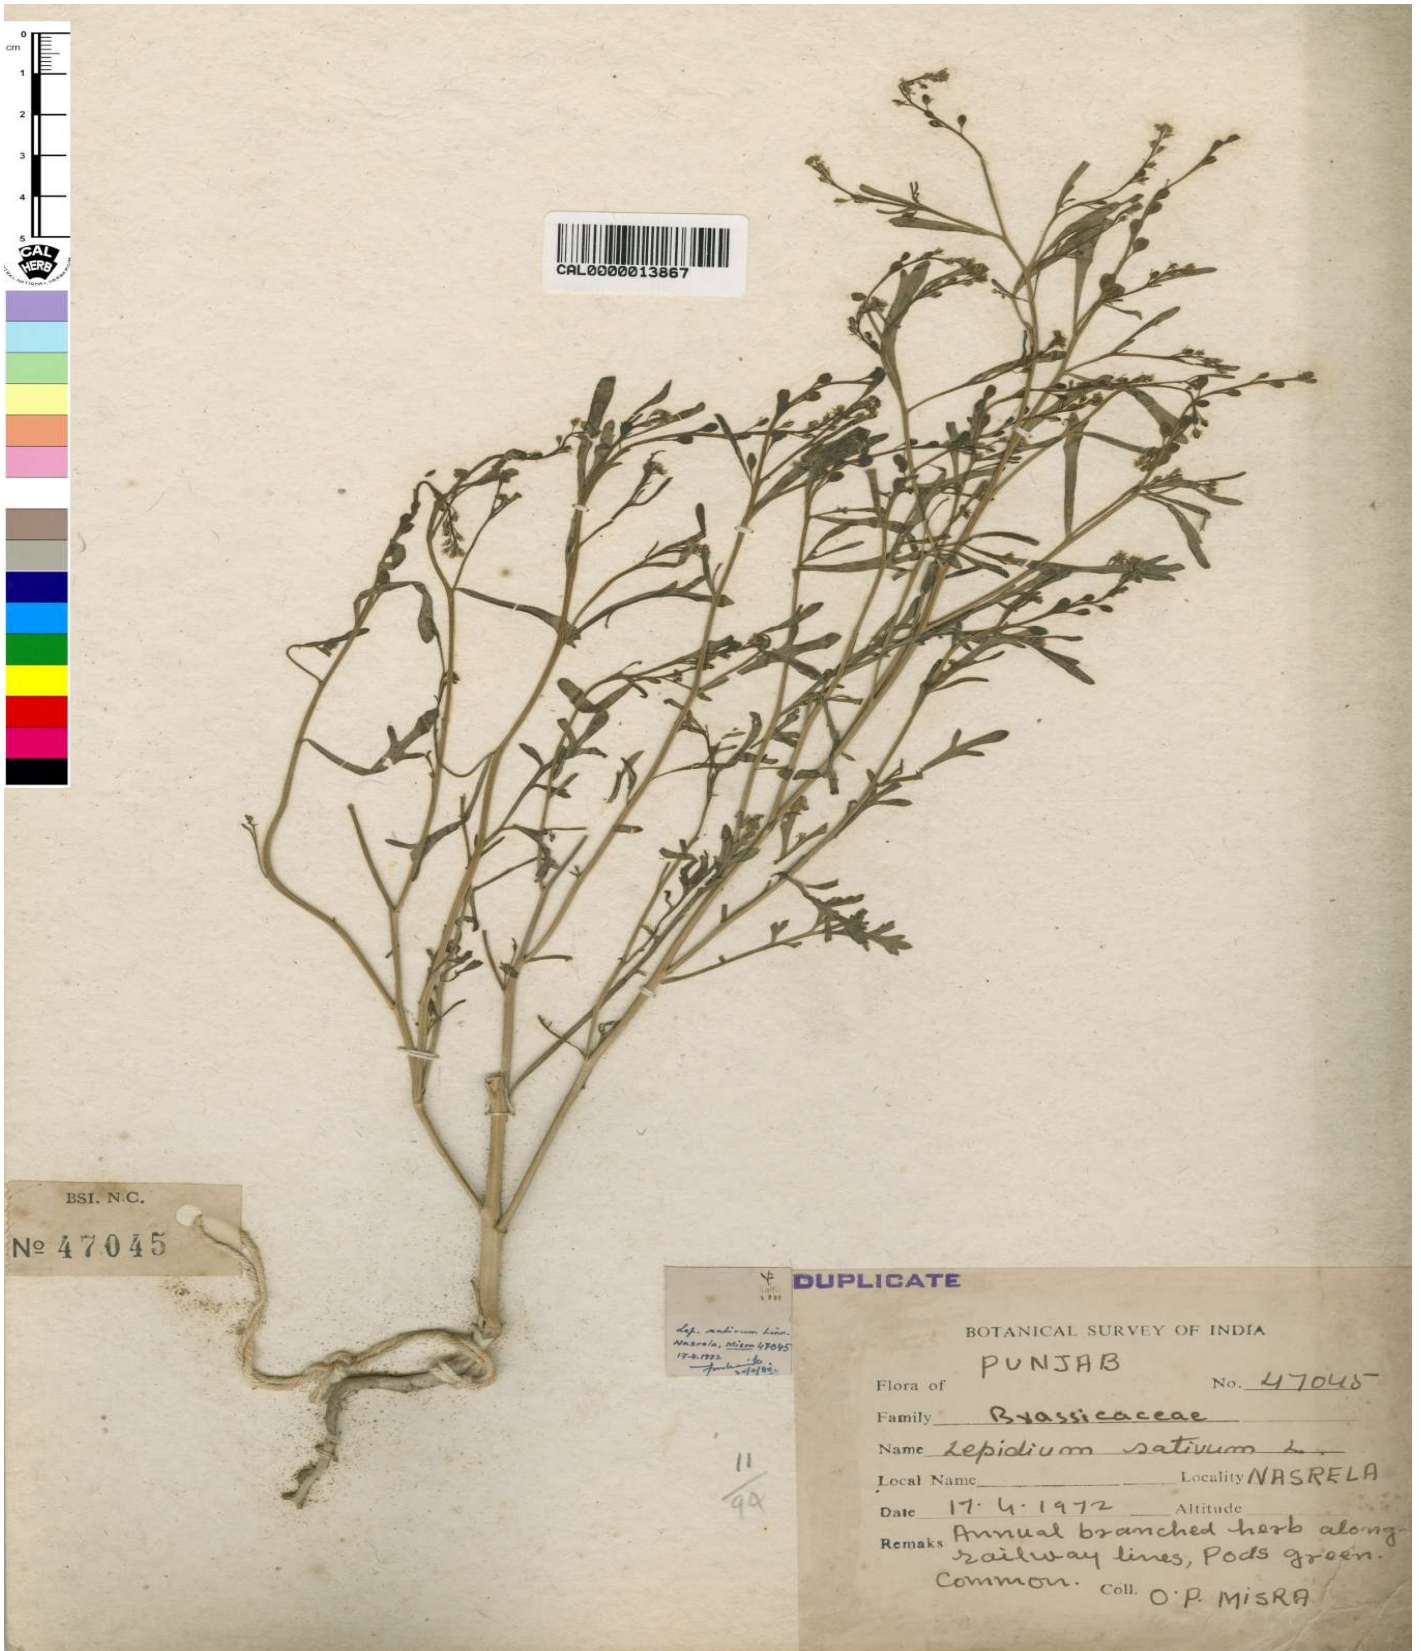 0
cm
1
2
3
4
5
CAL
HERB
CAL0000013867
BSI. N.C.
No 47045
Lep. sativum Linn.
Nasrela, Misra 47045
17.4.1972
DUPLICATE
BOTANICAL SURVEY OF INDIA
Flora of PUNJAB No. 47045
Family Brassicaceae
Name Lepidium sativum L.
Local Name Locality NASRELA
Date 17.4.1972 Altitude
Remaks Annual branched herb along
railway lines, Pods green.
Common. Coll. O.P. MISRA
11